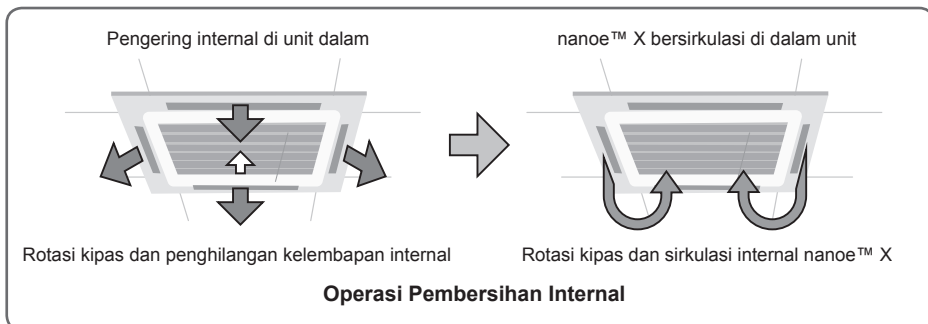 Pengering internal di unit dalam
nanoe™ X bersirkulasi di dalam unit
Rotasi kipas dan penghilangan kelembapan internal
Rotasi kipas dan sirkulasi internal nanoe™ X
Operasi Pembersihan Internal